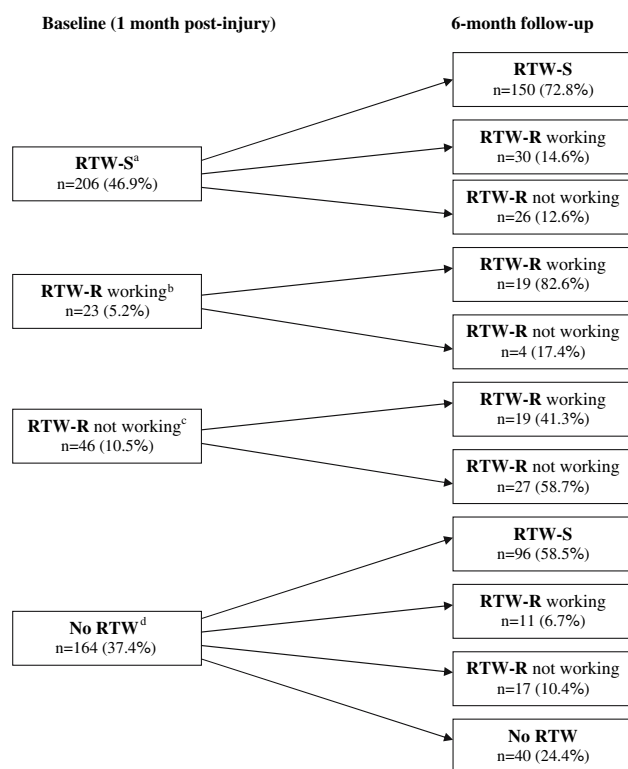 Baseline (1 month post-injury)
6-month follow-up
RTW-S
n=150 (72.8%)
RTW-R working
n=30 (14.6%)
RTW-Sᵃ
n=206 (46.9%)
RTW-R not working
n=26 (12.6%)
RTW-R working
n=19 (82.6%)
RTW-R workingᵇ
n=23 (5.2%)
RTW-R not working
n=4 (17.4%)
RTW-R working
n=19 (41.3%)
RTW-R not workingᶜ
n=46 (10.5%)
RTW-R not working
n=27 (58.7%)
RTW-S
n=96 (58.5%)
RTW-R working
n=11 (6.7%)
No RTWᵈ
n=164 (37.4%)
RTW-R not working
n=17 (10.4%)
No RTW
n=40 (24.4%)